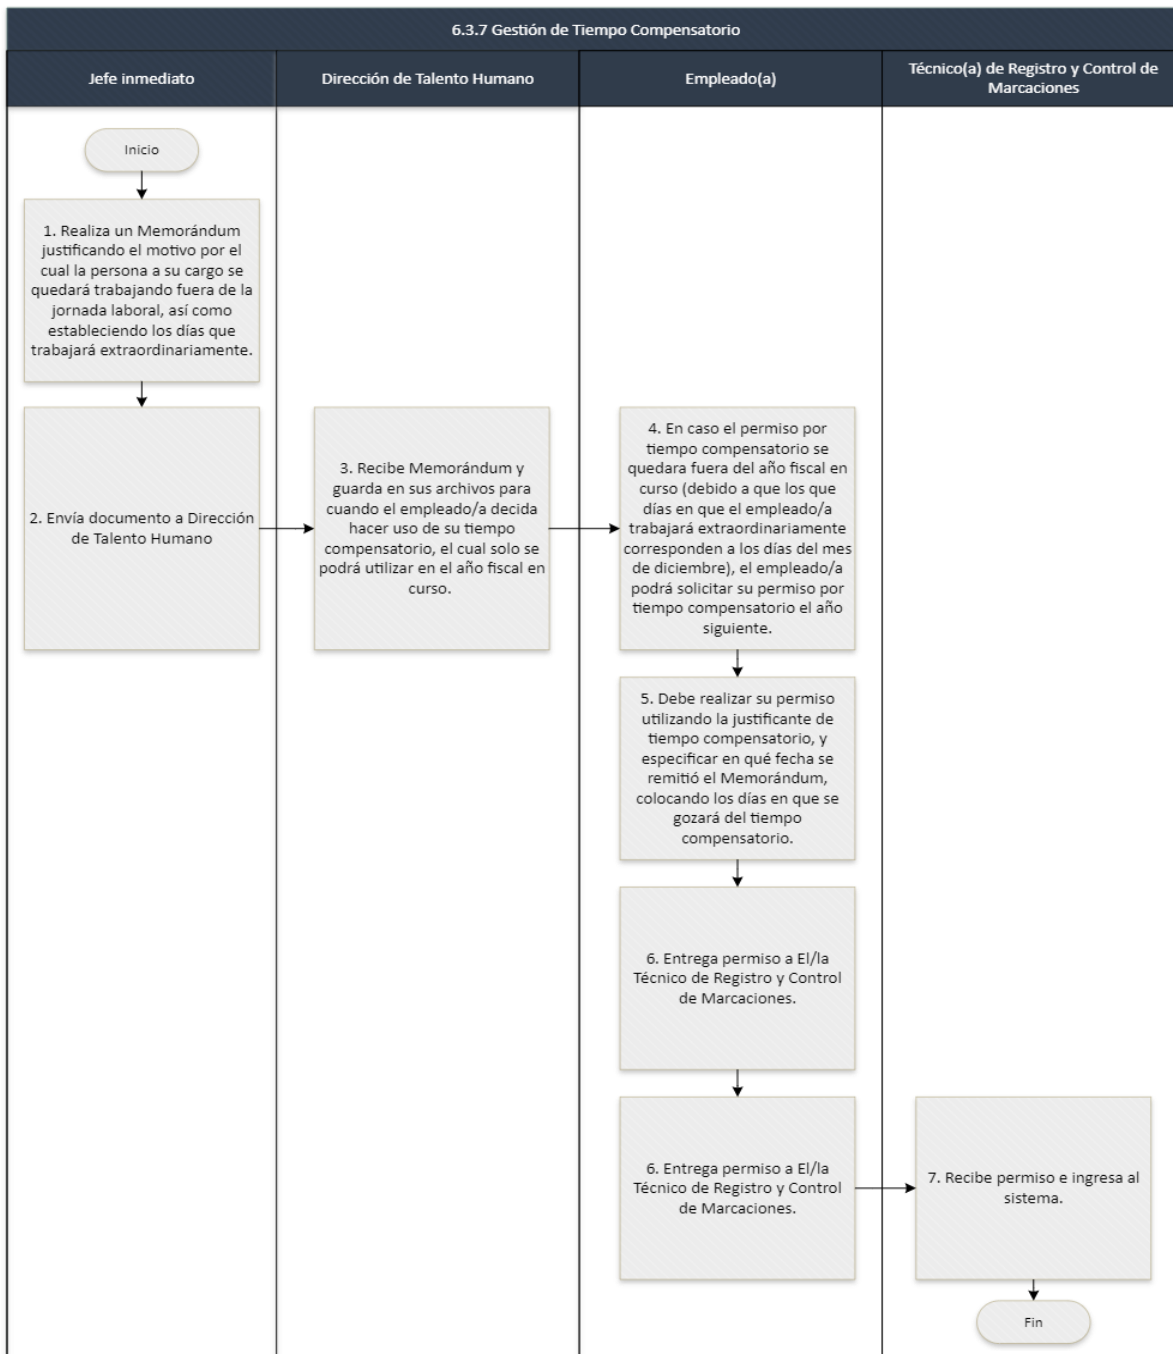 6.3.7 Gestión de Tiempo Compensatorio
Jefe inmediato
Dirección de Talento Humano
Empleado(a)
Técnico(a) de Registro y Control de
Marcaciones
Inicio
1. Realiza un Memorándum
justificando el motivo por el
cual la persona a su cargo se
quedará trabajando fuera de la
jornada laboral, así como
estableciendo los días que
trabajará extraordinariamente.
2. Envía documento a Dirección
de Talento Humano
3. Recibe Memorándum y
guarda en sus archivos para
cuando el empleado/a decida
hacer uso de su tiempo
compensatorio, el cual solo se
podrá utilizar en el año fiscal en
curso.
4. En caso el permiso por
tiempo compensatorio se
quedara fuera del año fiscal en
curso (debido a que los que
días en que el empleado/a
trabajará extraordinariamente
corresponden a los días del mes
de diciembre), el empleado/a
podrá solicitar su permiso por
tiempo compensatorio el año
siguiente.
5. Debe realizar su permiso
utilizando la justificante de
tiempo compensatorio, y
especificar en qué fecha se
remitió el Memorándum,
colocando los días en que se
gozará del tiempo
compensatorio.
6. Entrega permiso a El/la
Técnico de Registro y Control
de Marcaciones.
6. Entrega permiso a El/la
Técnico de Registro y Control
de Marcaciones.
7. Recibe permiso e ingresa al
sistema.
Fin